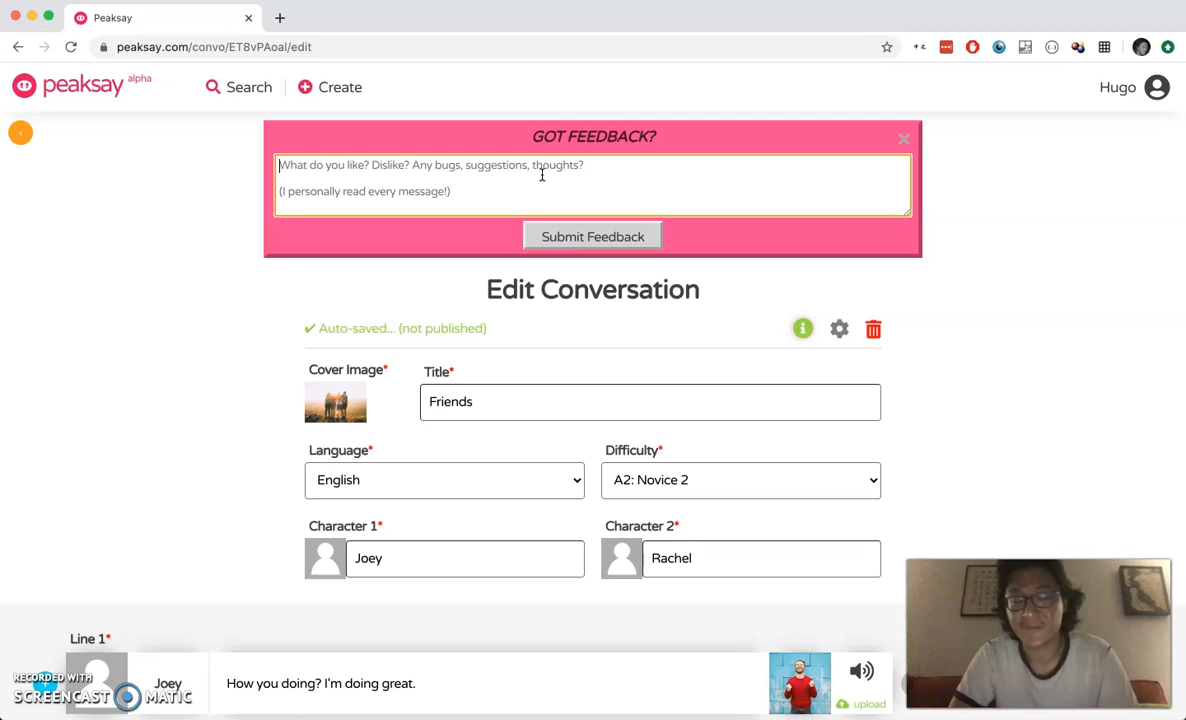 Peaksay
peaksay.com/convo/ET8vPAoal/edit
peaksay alpha
Search
Create
Hugo
GOT FEEDBACK?
What do you like? Dislike? Any bugs, suggestions, thoughts?
(I personally read every message!)
Submit Feedback
Edit Conversation
✔ Auto-saved... (not published)
Cover Image*
Title*
Friends
Language*
Difficulty*
English
A2: Novice 2
Character 1*
Character 2*
Joey
Rachel
Line 1*
Joey
How you doing? I'm doing great.
upload
RECORDED WITH
SCREENCAST MATIC